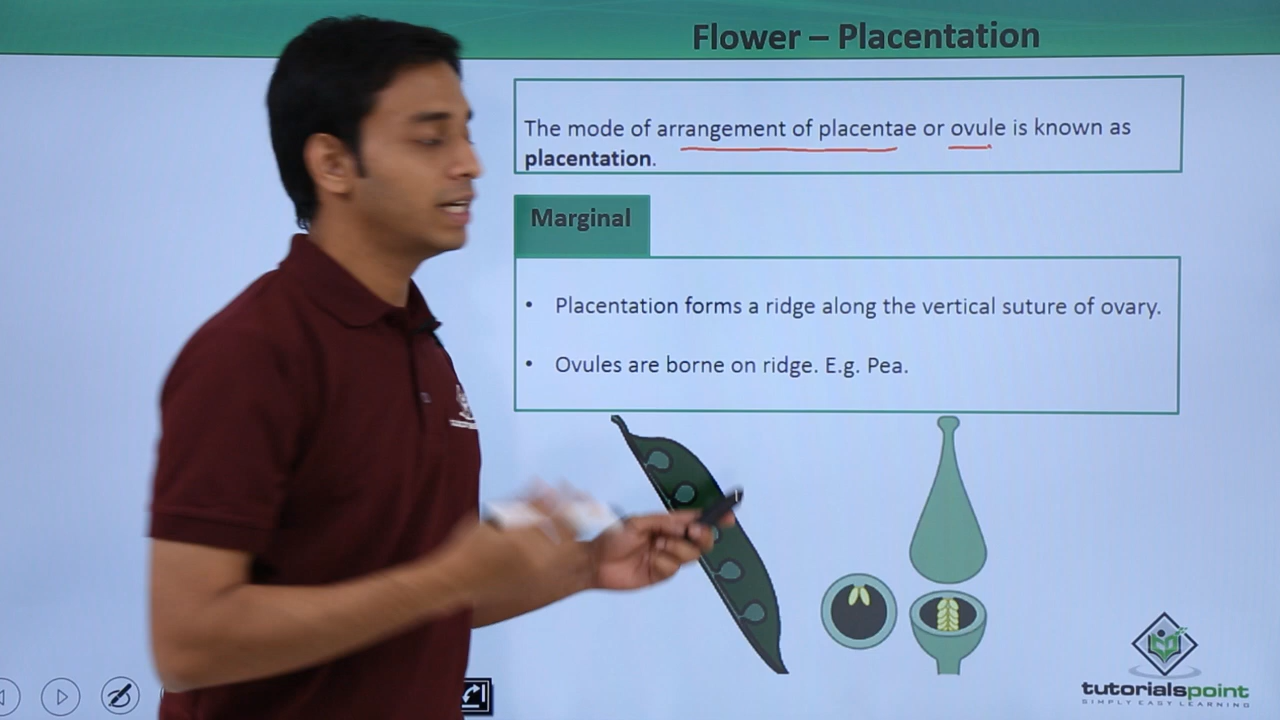 Flower – Placentation
The mode of arrangement of placentae or ovule is known as
placentation.
Marginal
• Placentation forms a ridge along the vertical suture of ovary.
• Ovules are borne on ridge. E.g. Pea.
tutorialspoint
SIMPLY EASY LEARNING